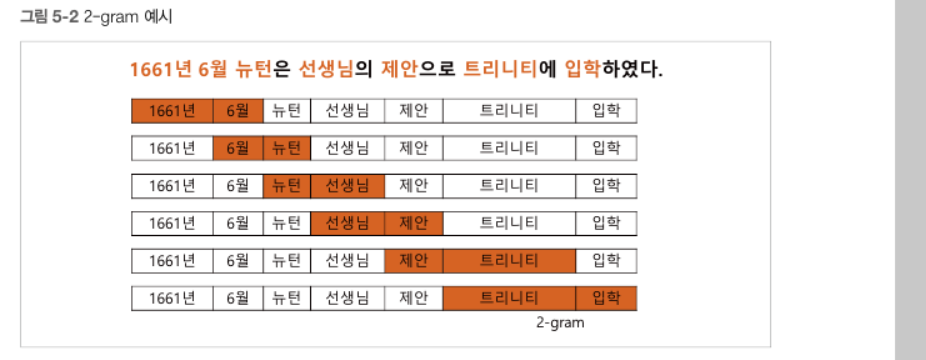 그림 5-2 2-gram 예시
1661년 6월 뉴턴은 선생님의 제안으로 트리니티에 입학하였다.
1661년 6월 뉴턴 선생님 제안 트리니티 입학
1661년 6월 뉴턴 선생님 제안 트리니티 입학
1661년 6월 뉴턴 선생님 제안 트리니티 입학
1661년 6월 뉴턴 선생님 제안 트리니티 입학
1661년 6월 뉴턴 선생님 제안 트리니티 입학
1661년 6월 뉴턴 선생님 제안 트리니티 입학
2-gram